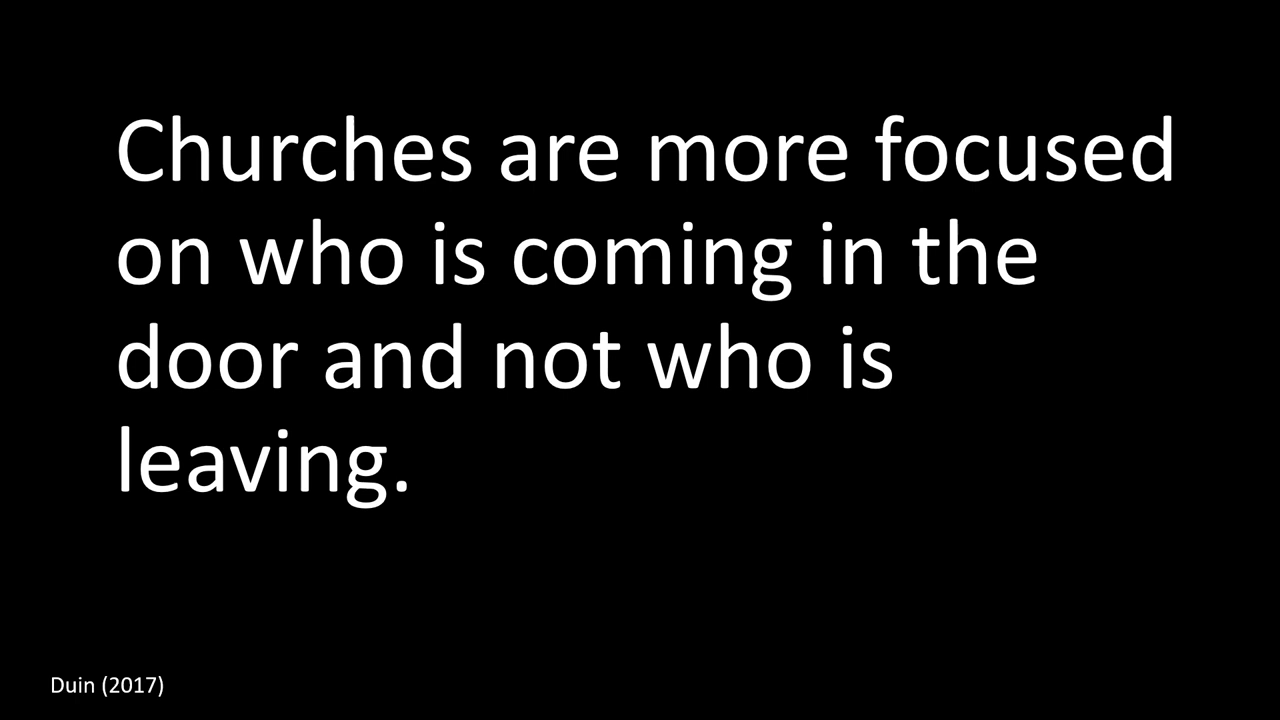 Churches are more focused
on who is coming in the
door and not who is
leaving.
Duin (2017)